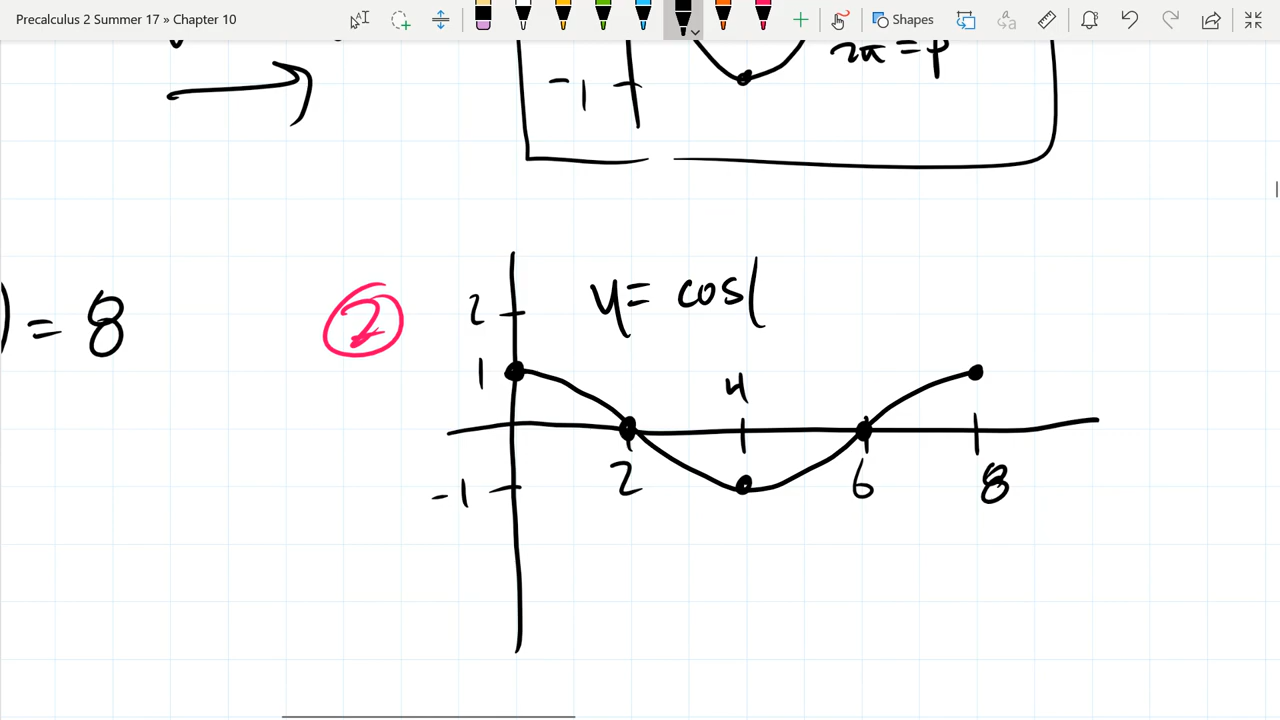 Precalculus 2 Summer 17 » Chapter 10
Shapes
2π = p
-1
) = 8
②
y = cos(
2
1
4
-1
2
6
8